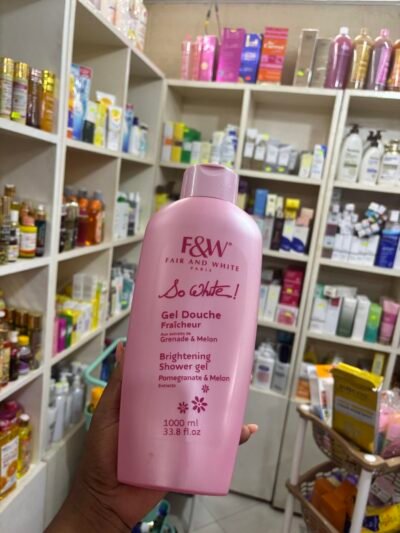 F&W®
FAIR AND WHITE
PARIS
So White!
Gel Douche
Fraîcheur
Aux extraits de
Grenade & Melon
Brightening
Shower gel
Pomegranate & Melon
Extracts
1000 ml
33.8 fl.oz